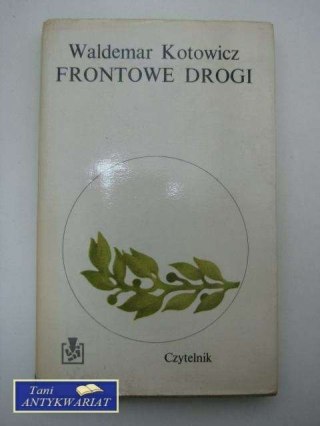 Waldemar Kotowicz
FRONTOWE DROGI
Czytelnik
Tani
ANTYKWARIAT